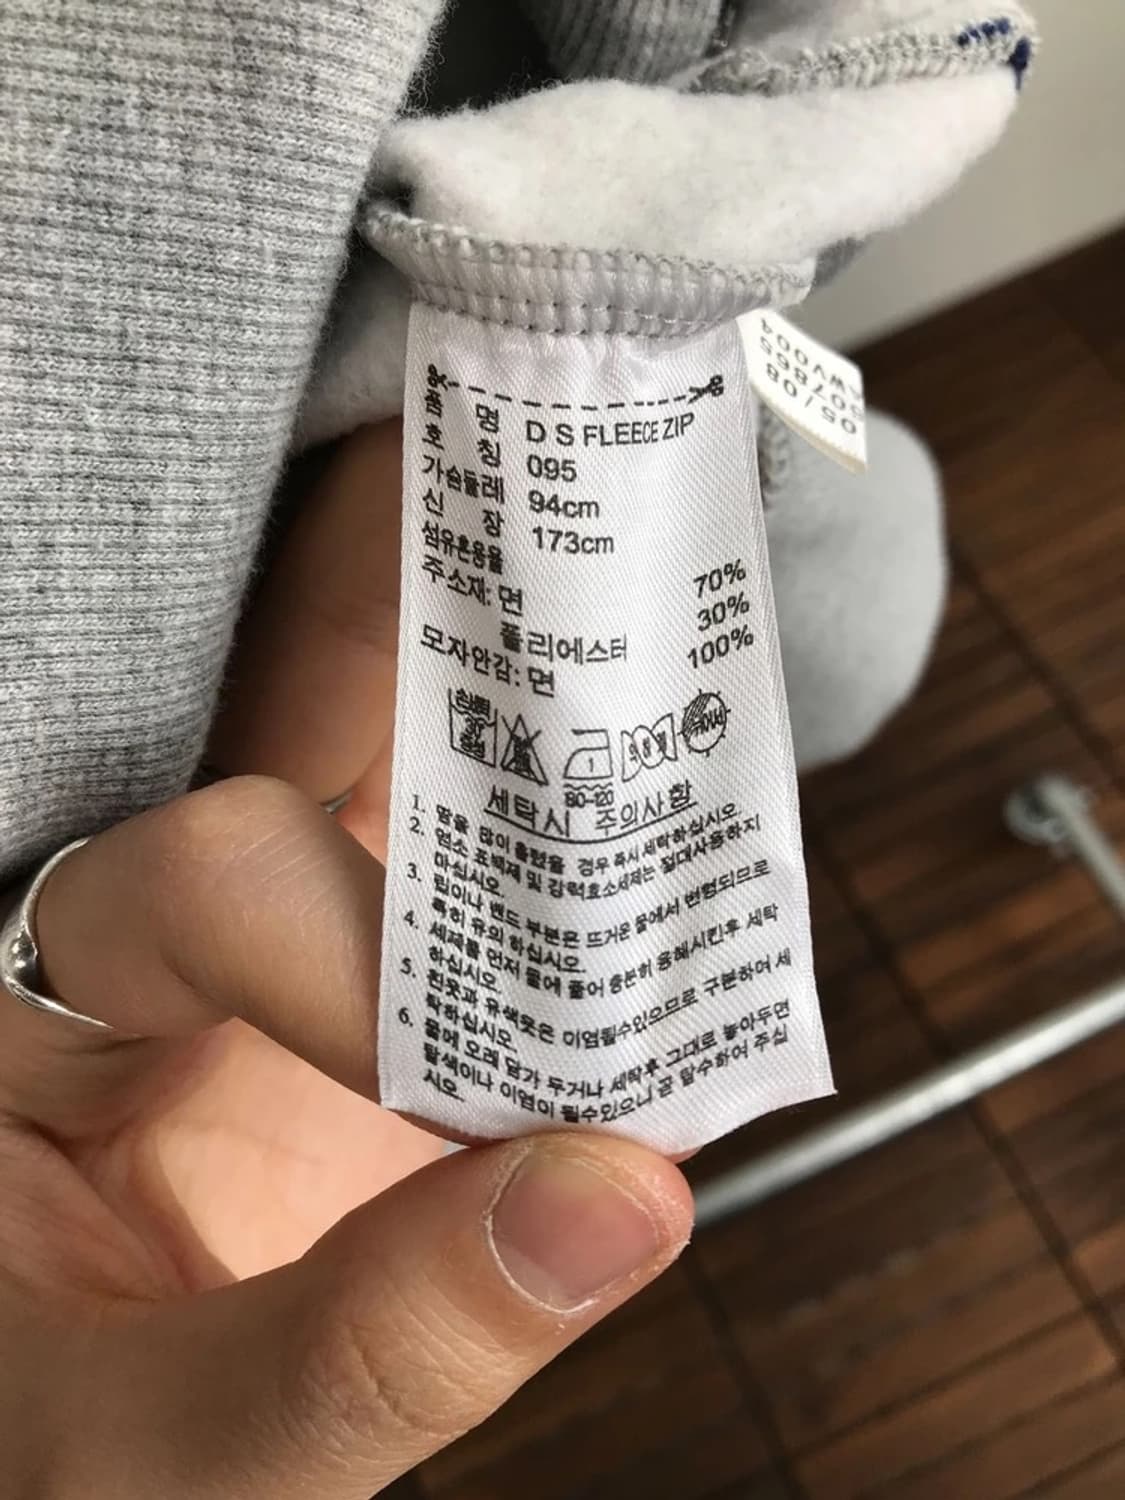 품 명 D S FLEECE ZIP
호 칭 095
가슴둘레 94cm
신 장 173cm
섬유혼용율
주소재: 면 70%
폴리에스터 30%
모자안감: 면 100%
80-120
세탁시 주의사항
1. 땀을 많이 흘렸을 경우 즉시 세탁하십시오.
2. 염소 표백제 및 강력효소세제는 절대사용하지
마십시오.
3. 립이나 밴드 부분은 뜨거운 물에서 변형되므로
특히 유의 하십시오.
4. 세제를 먼저 물에 풀어 충분히 용해시킨후 세탁
하십시오.
5. 흰옷과 유색옷은 이염될수있으므로 구분하여 세
탁하십시오
6. 물에 오래 담가 두거나 세탁후 그대로 놓아두면
탈색이나 이염이 될수있으니 곧 탈수하여 주십
시오.
05/08